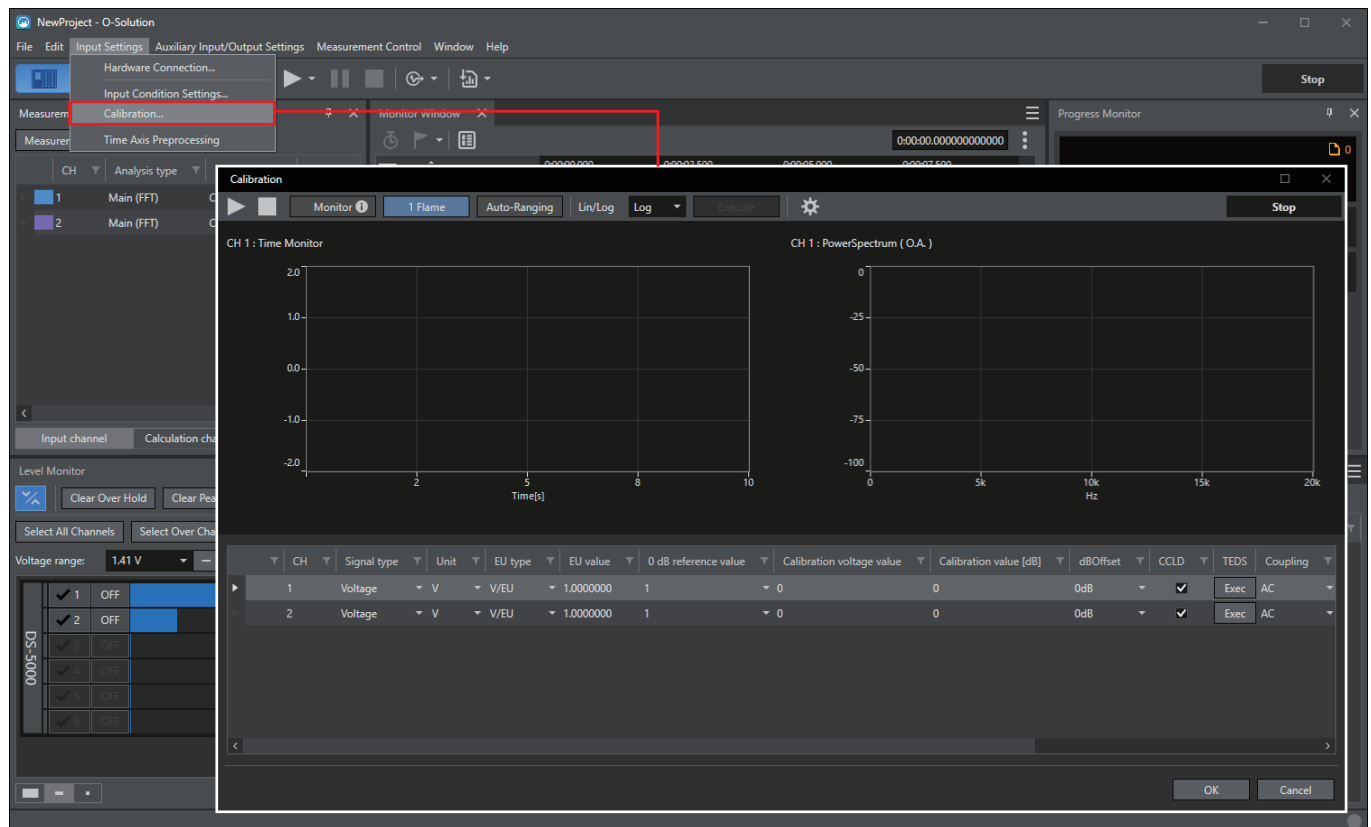 NewProject - O-Solution
File Edit Input Settings Auxiliary Input/Output Settings Measurement Control Window Help
Hardware Connection...
Input Condition Settings...
Calibration...
Time Axis Preprocessing
Stop
Monitor Window
Progress Monitor
0:00:00.000000000000
0
CH Analysis type
1 Main (FFT)
2 Main (FFT)
Input channel
Level Monitor
Clear Over Hold
Select All Channels
Voltage range: 1.41 V
DS-5000
1 OFF
2 OFF
3 OFF
4 OFF
5 OFF
6 OFF
Calibration
Monitor 1 Flame Auto-Ranging Lin/Log Log Execute Stop
CH 1 : Time Monitor
2.0
1.0
0.0
-1.0
-2.0
2 5 8 10
Time[s]
CH 1 : PowerSpectrum ( O.A. )
0
-25
-50
-75
-100
0 5k 10k 15k 20k
Hz
CH Signal type Unit EU type EU value 0 dB reference value Calibration voltage value Calibration value [dB] dBOffset CCLD TEDS Coupling
1 Voltage V V/EU 1.0000000 1 0 0 0dB Exec AC
2 Voltage V V/EU 1.0000000 1 0 0 0dB Exec AC
OK Cancel